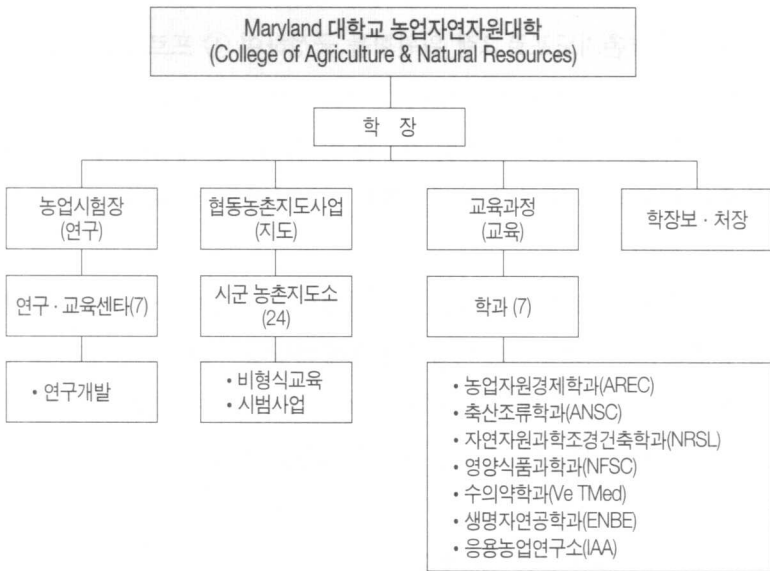 Maryland 대학교 농업자연자원대학
(College of Agriculture & Natural Resources)
학 장
농업시험장
(연구)
협동농촌지도사업
(지도)
교육과정
(교육)
학장보 · 처장
연구 · 교육센타(7)
시군 농촌지도소
(24)
학과 (7)
• 연구개발
• 비형식교육
• 시범사업
• 농업자원경제학과(AREC)
• 축산조류학과(ANSC)
• 자연자원과학조경건축학과(NRSL)
• 영양식품과학과(NFSC)
• 수의약학과(Ve TMed)
• 생명자연공학과(ENBE)
• 응용농업연구소(IAA)